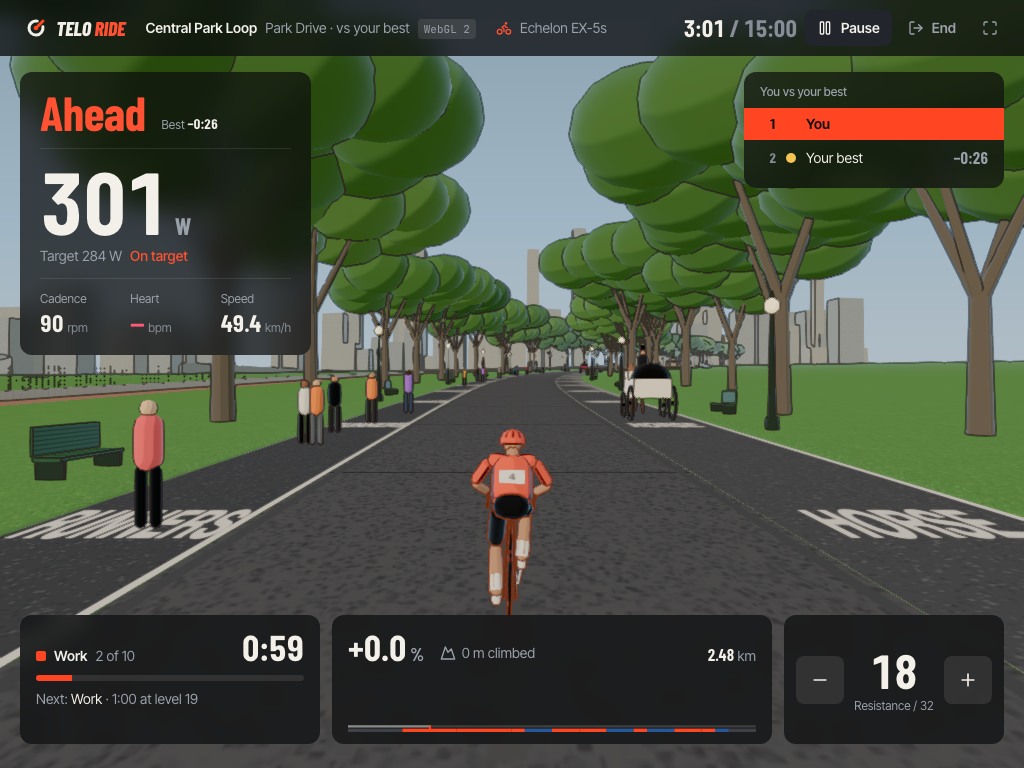 TELO RIDE Central Park Loop Park Drive · vs your best WebGL 2 Echelon EX-5s 3:01 / 15:00 Pause End
Ahead Best −0:26
301 W
Target 284 W On target
Cadence Heart Speed
90 rpm — bpm 49.4 km/h
You vs your best
1 You
2 Your best −0:26
4
RUNNERS HORSE
Work 2 of 10 0:59
Next: Work · 1:00 at level 19
+0.0 % 0 m climbed 2.48 km
− 18 +
Resistance / 32